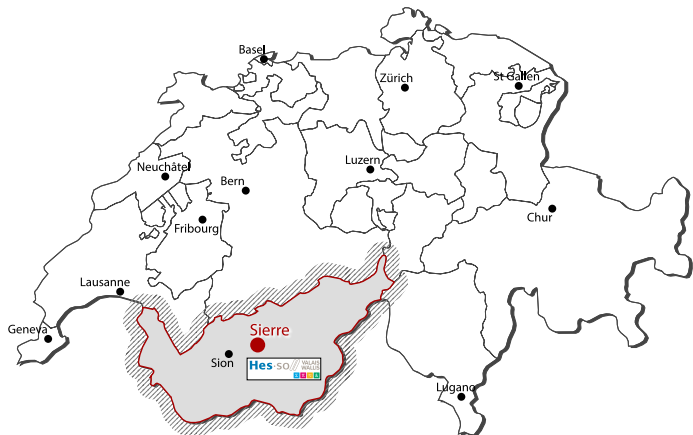 Basel
Zürich
St Gallen
Luzern
Neuchâtel
Bern
Chur
Fribourg
Lausanne
Geneva
Sierre
Sion
Hes·so VALAIS
WALLIS
Lugano